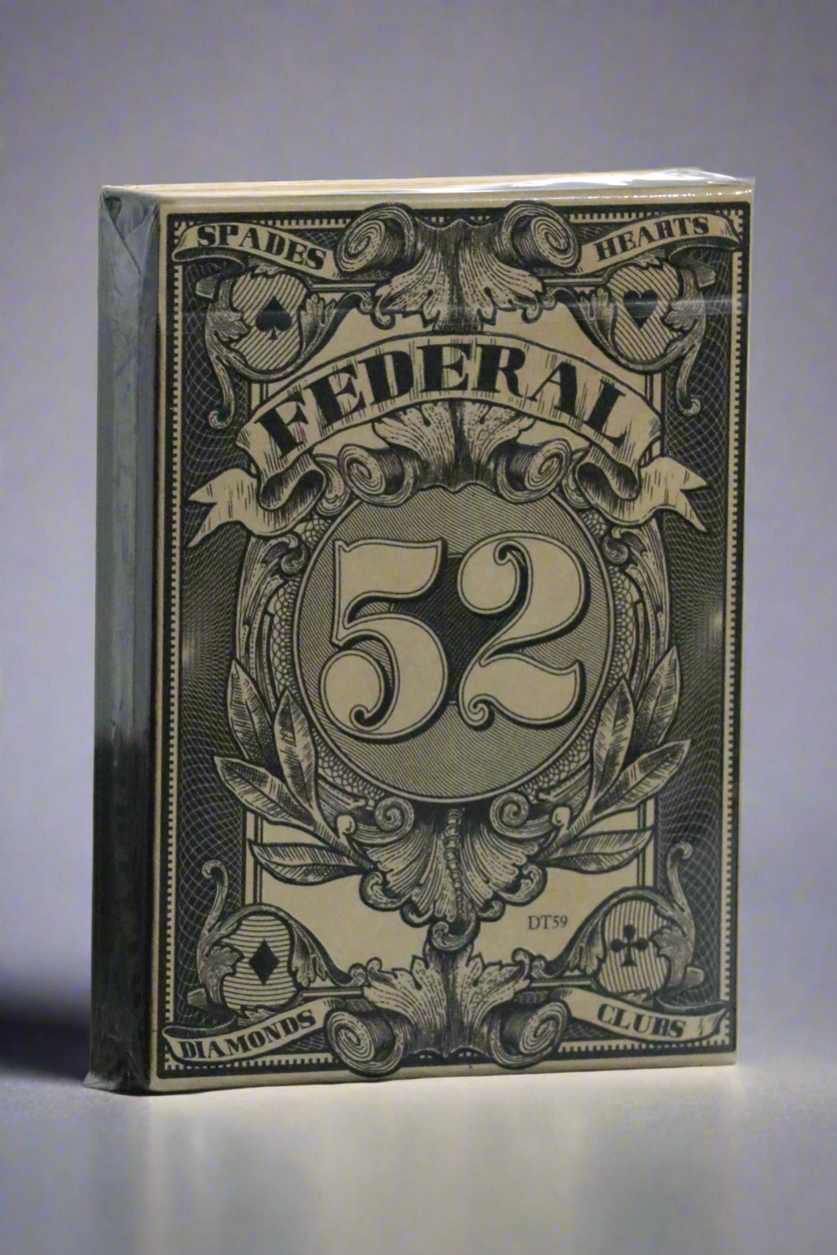 SPADES
HEARTS
FEDERAL
52
DT59
DIAMONDS
CLUBS